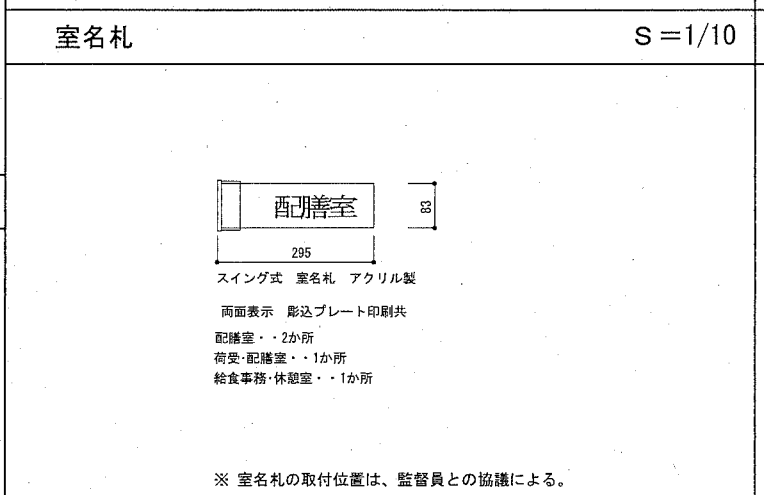 室名札 S=1/10
配膳室
83
295
スイング式 室名札 アクリル製
両面表示 彫込プレート印刷共
配膳室・・2か所
荷受・配膳室・・1か所
給食事務・休憩室・・1か所
※ 室名札の取付位置は、監督員との協議による。